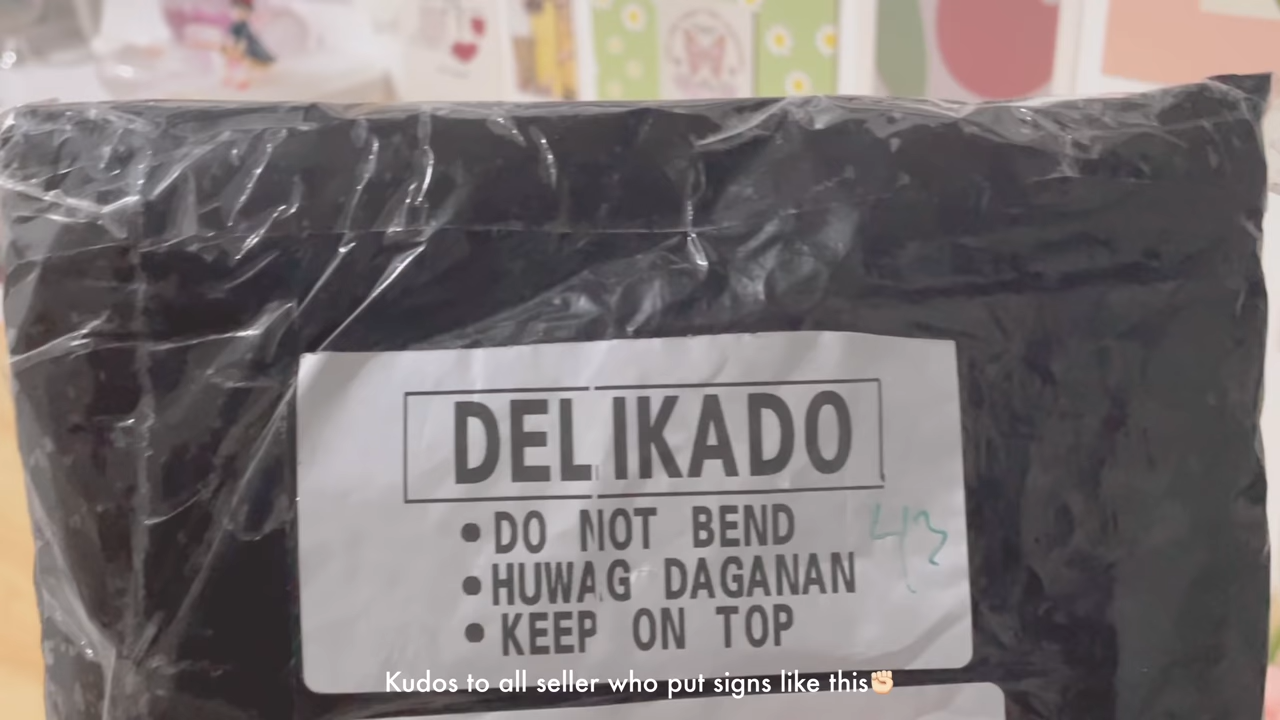 DELIKADO
• DO NOT BEND
• HUWAG DAGANAN
• KEEP ON TOP
43
Kudos to all seller who put signs like this✊🏻